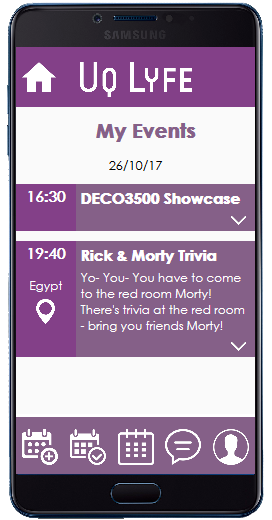 SAMSUNG
UQ LYFE
My Events
26/10/17
16:30 DECO3500 Showcase
19:40 Rick & Morty Trivia
Egypt
Yo- You- You have to come
to the red room Morty!
There's trivia at the red room
- bring you friends Morty!